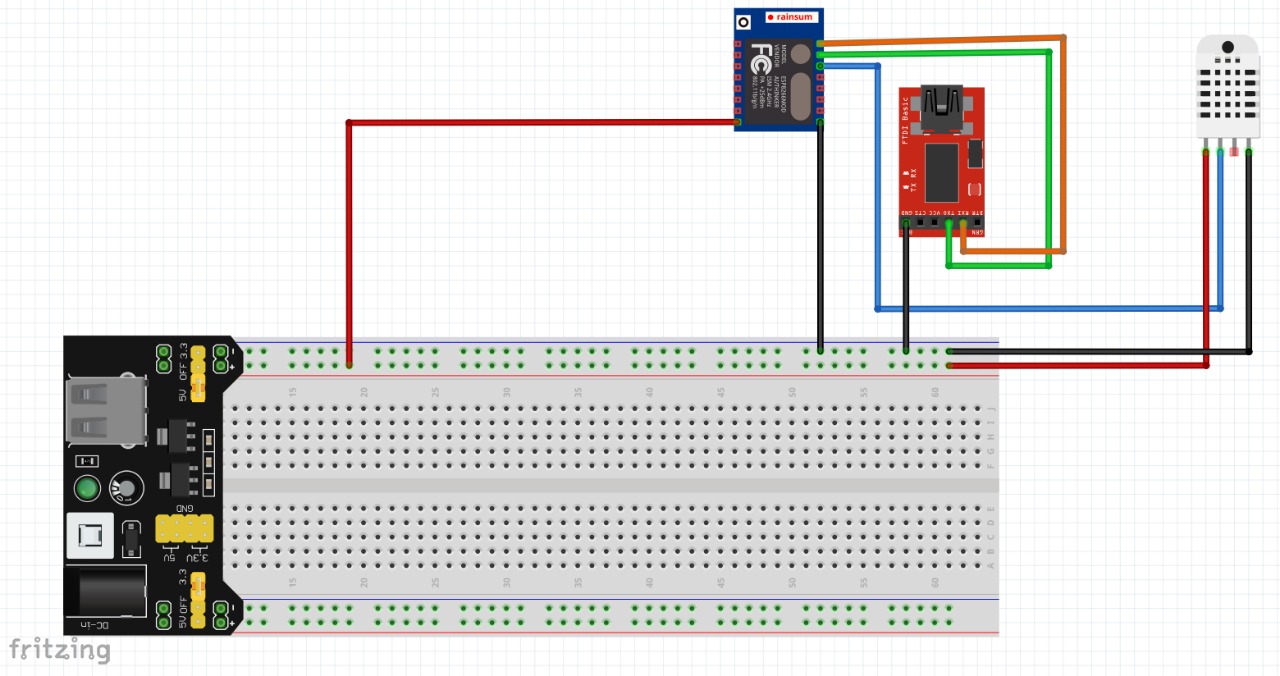 rainsum
FC
MODEL
VENDOR
ESP8266MOD
AI/THINKER
ISM 2.4GHz
PA +25dBm
802.11b/g/n
FTDI Basic
TX RX
GND CTS VCC TXO RXI DTR
GRN
5V OFF 3.3
-
+
15 20 25 30 35 40 45 50 55 60
J
I
H
G
F
0 1
GND
5V 3.3V
E
D
C
B
A
15 20 25 30 35 40 45 50 55 60
5V OFF 3.3
-
+
DC-in
fritzing